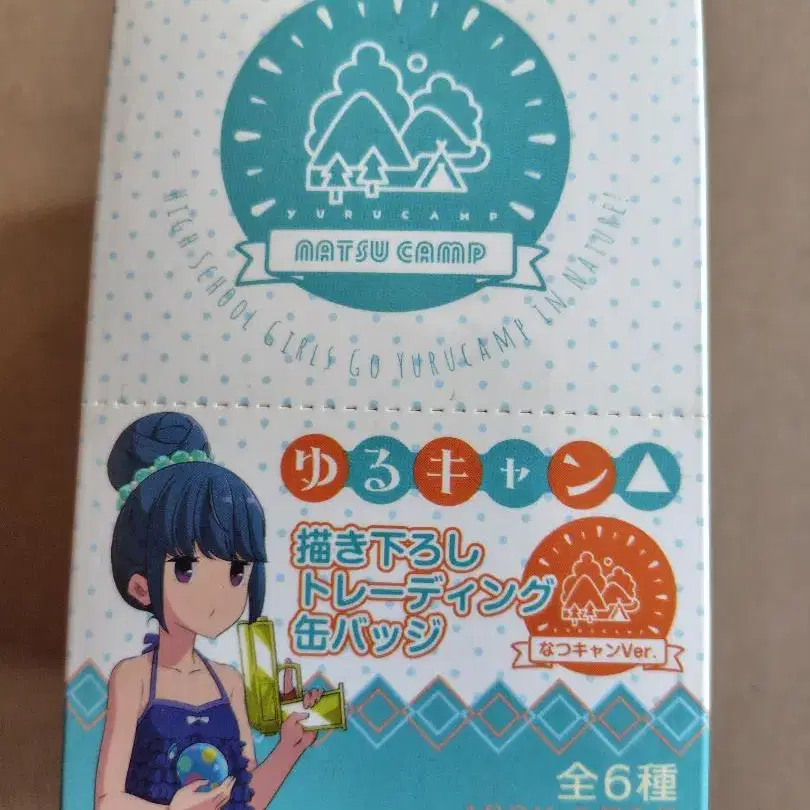 YURUCAMP
NATSU CAMP
HIGH SCHOOL GIRLS GO YURUCAMP IN NATURE!
ゆるキャン△
描き下ろし
トレーディング
缶バッジ
YURUCAMP
なつキャンVer.
全6種